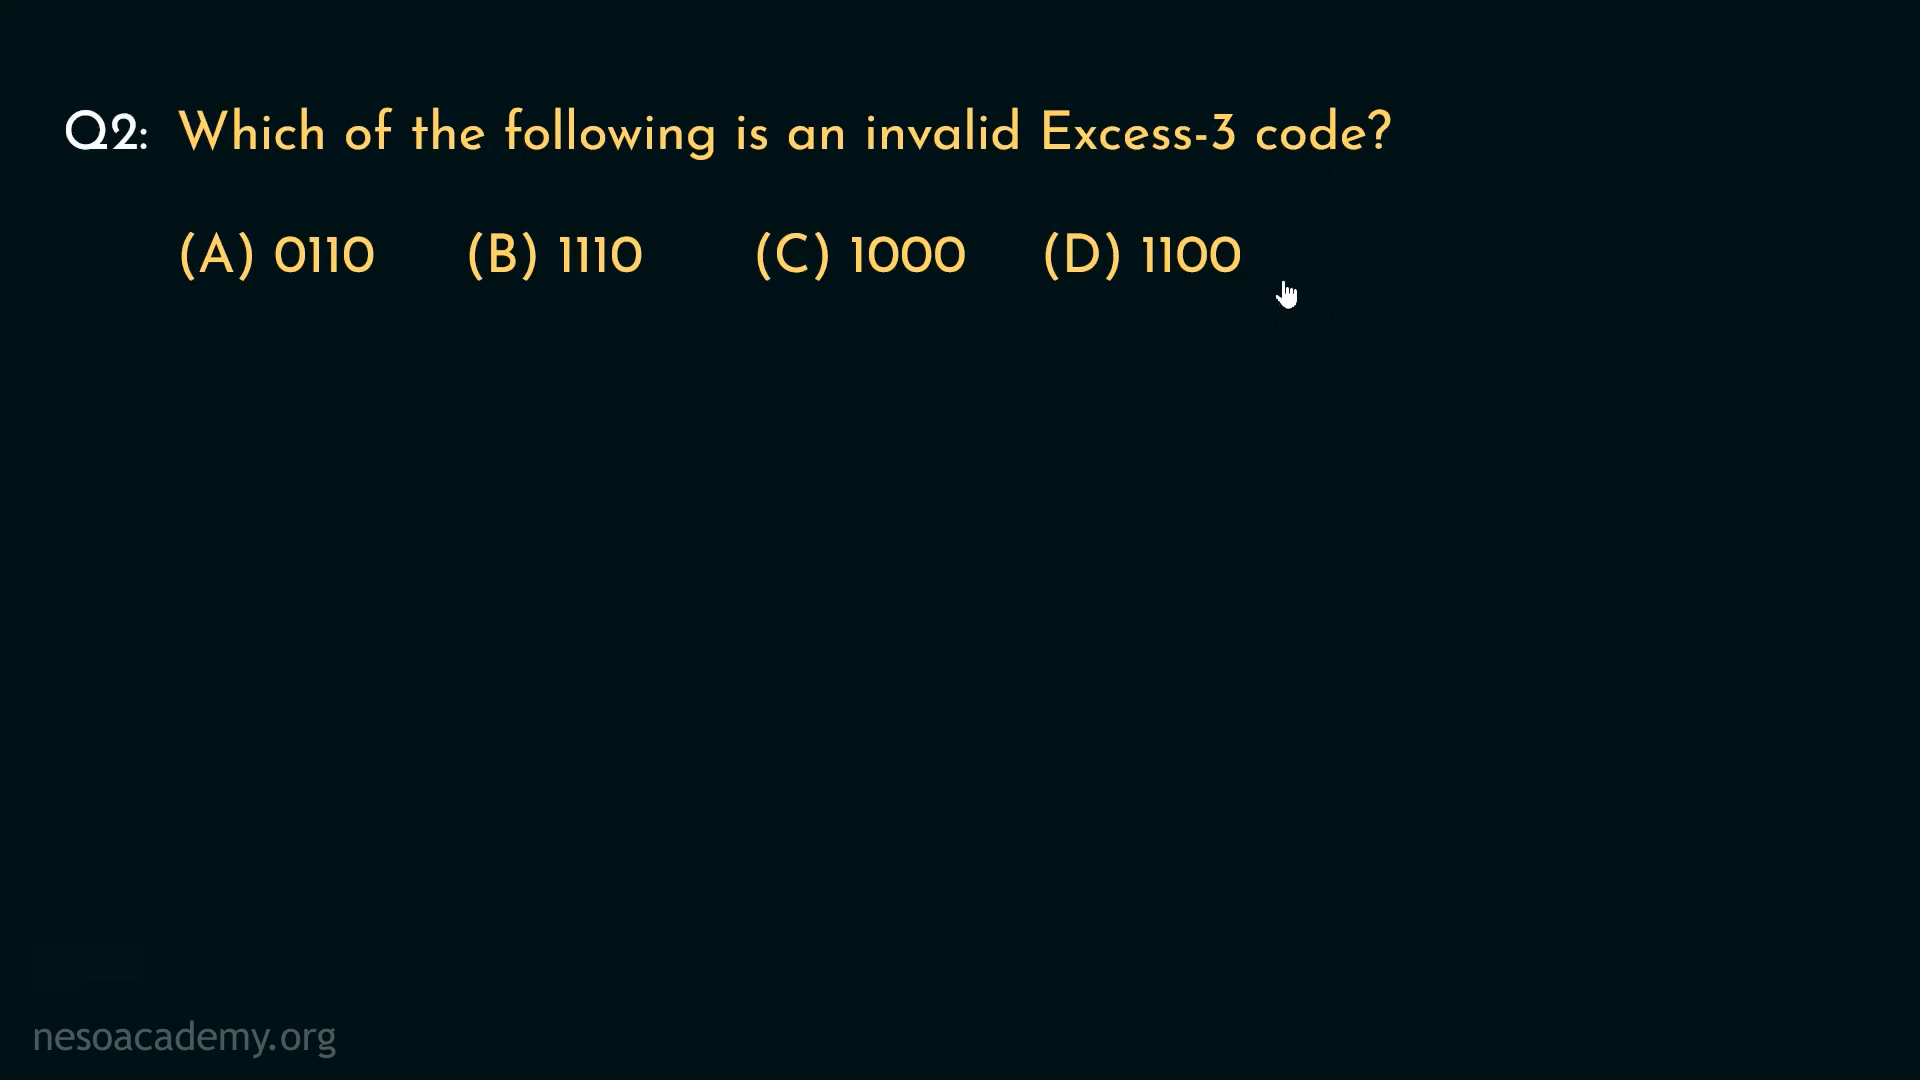 Q2: Which of the following is an invalid Excess-3 code?
(A) 0110 (B) 1110 (C) 1000 (D) 1100
nesoacademy.org